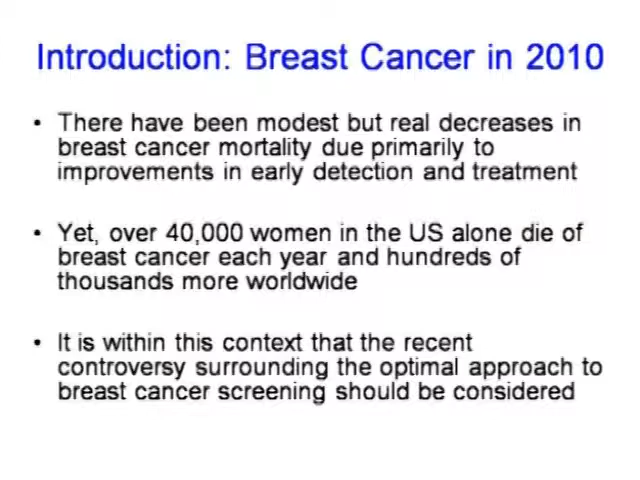 Introduction: Breast Cancer in 2010
• There have been modest but real decreases in
breast cancer mortality due primarily to
improvements in early detection and treatment
• Yet, over 40,000 women in the US alone die of
breast cancer each year and hundreds of
thousands more worldwide
• It is within this context that the recent
controversy surrounding the optimal approach to
breast cancer screening should be considered